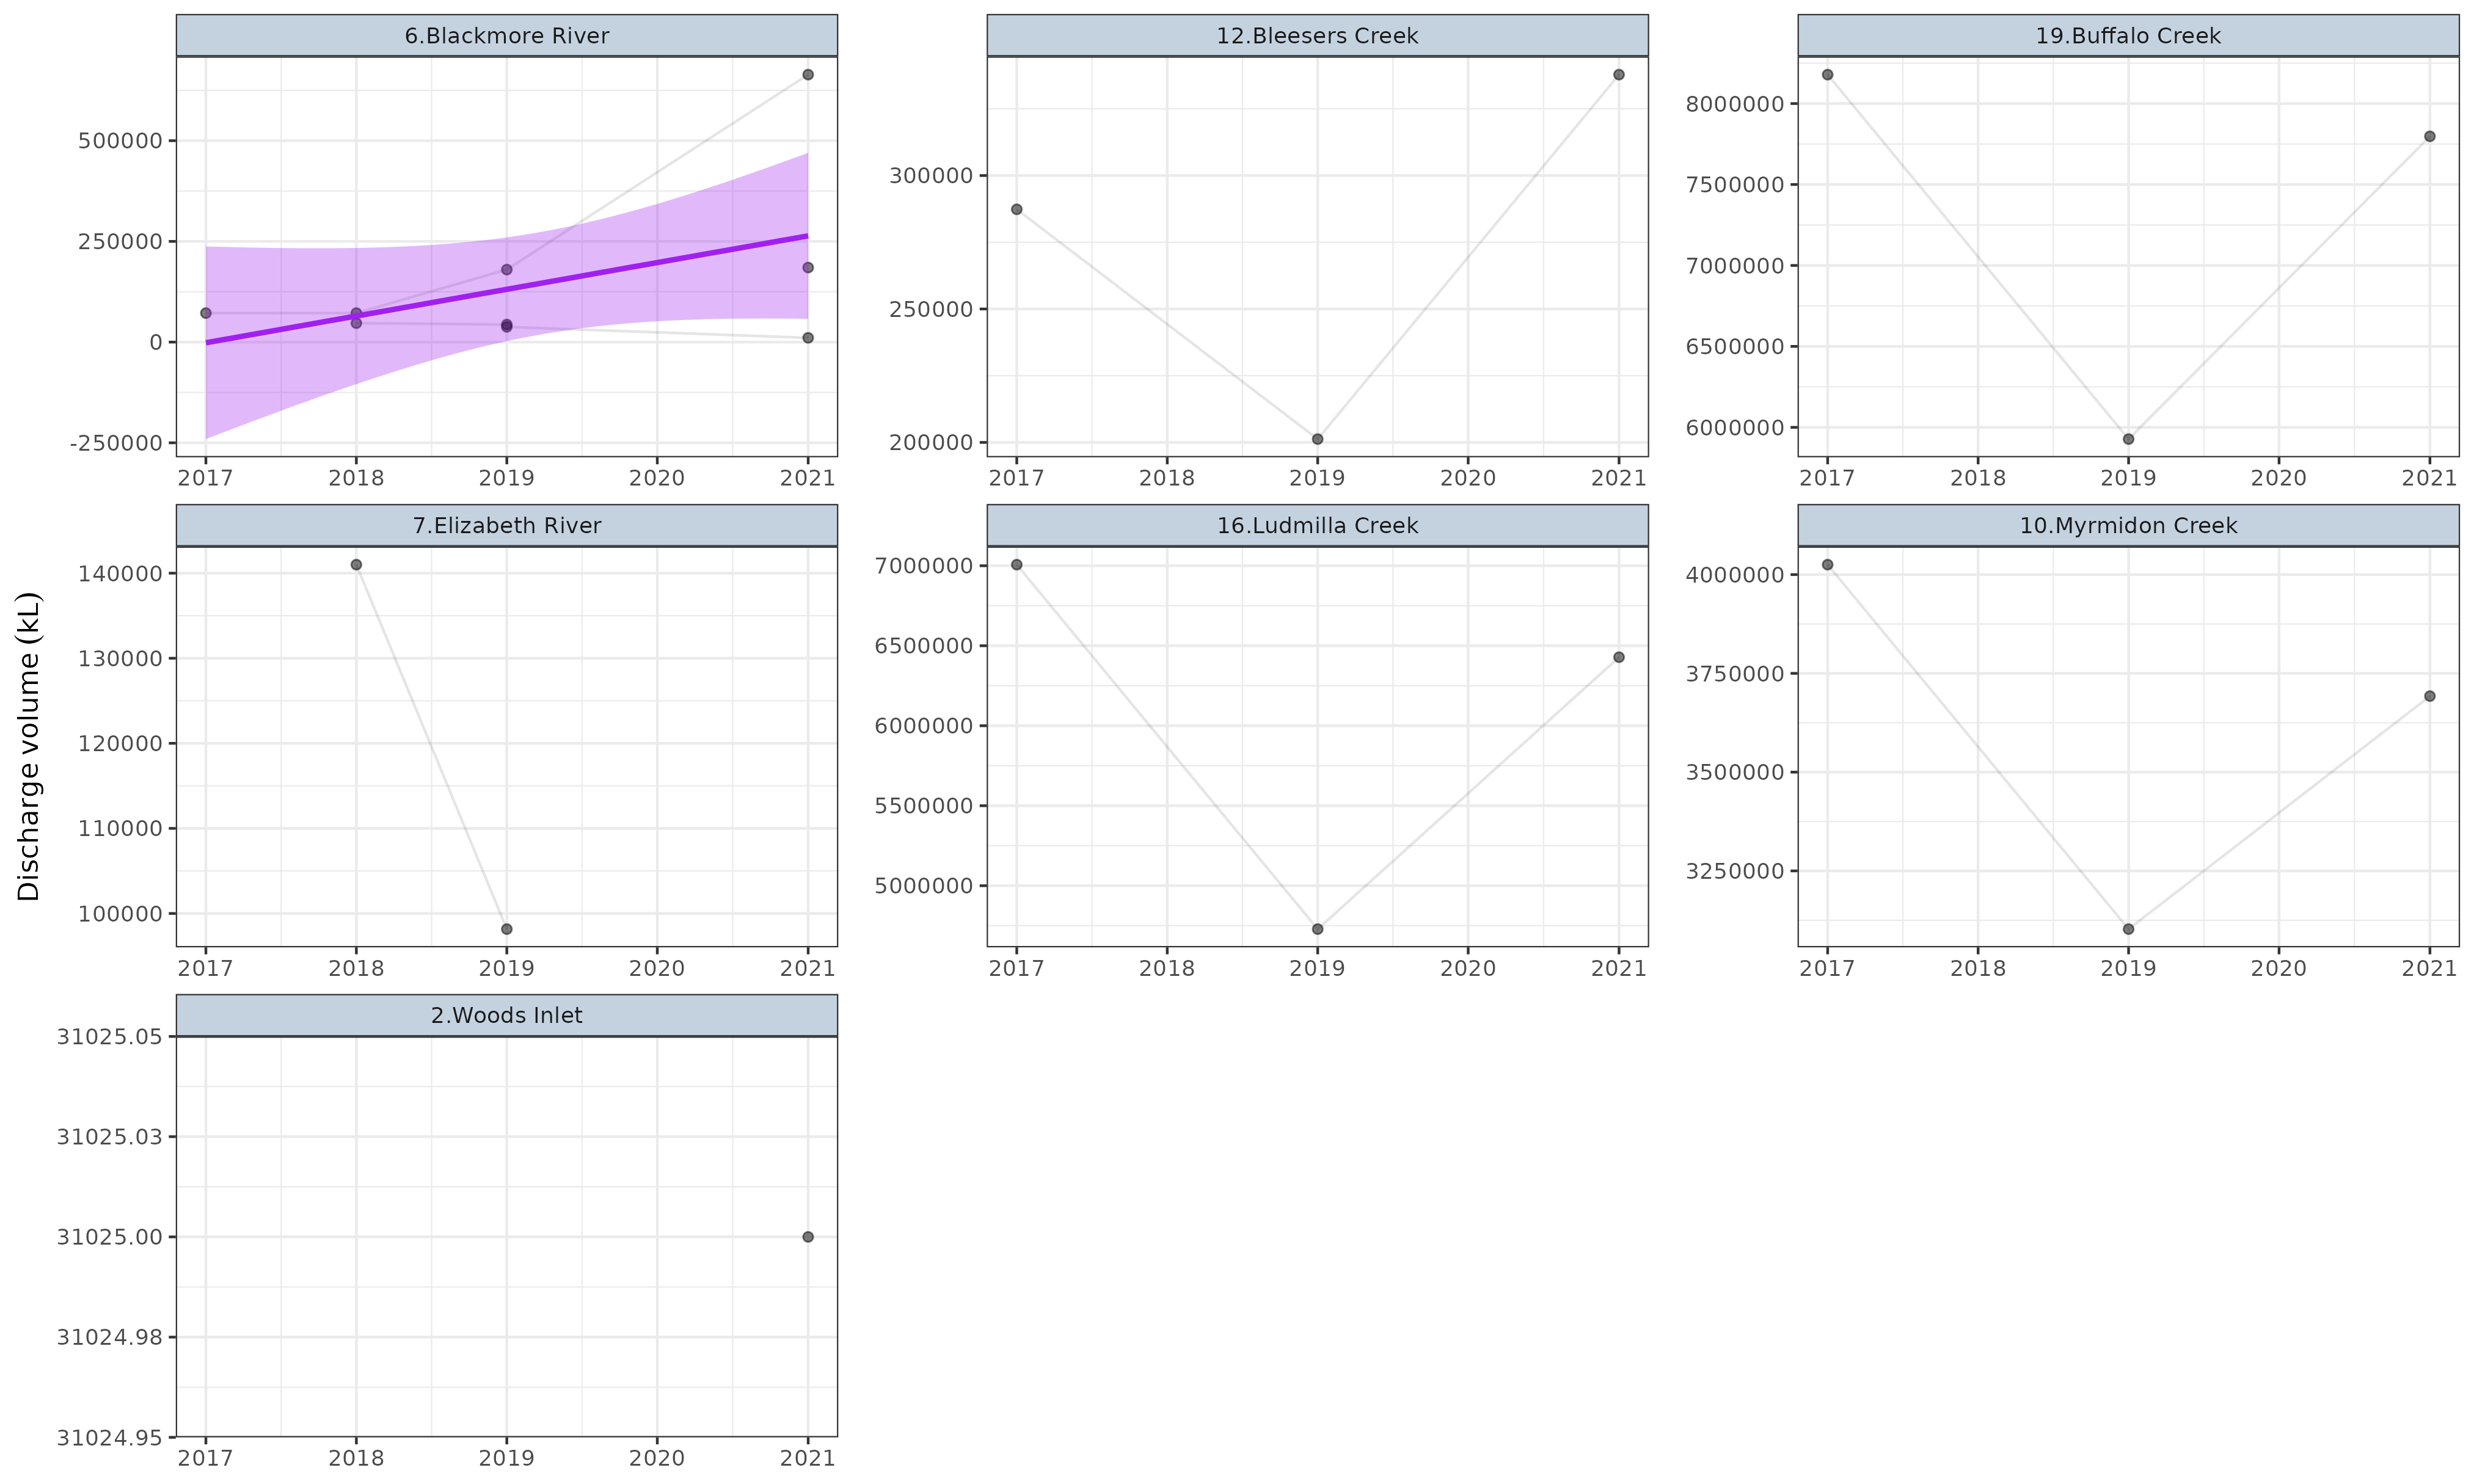 Discharge volume (kL)
6.Blackmore River
500000
250000
0
-250000
2017 2018 2019 2020 2021
12.Bleesers Creek
300000
250000
200000
2017 2018 2019 2020 2021
19.Buffalo Creek
8000000
7500000
7000000
6500000
6000000
2017 2018 2019 2020 2021
7.Elizabeth River
140000
130000
120000
110000
100000
2017 2018 2019 2020 2021
16.Ludmilla Creek
7000000
6500000
6000000
5500000
5000000
2017 2018 2019 2020 2021
10.Myrmidon Creek
4000000
3750000
3500000
3250000
2017 2018 2019 2020 2021
2.Woods Inlet
31025.05
31025.03
31025.00
31024.98
31024.95
2017 2018 2019 2020 2021